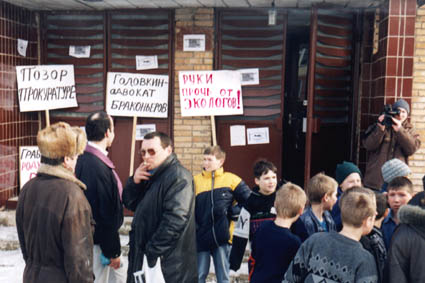 ПОЗОР
ПРОКУРАТУРЕ
ГОЛОВКИН-
АДВОКАТ
БРАКОНЬЕРОВ
РУКИ
ПРОЧЬ ОТ
ЭКОЛОГОВ!